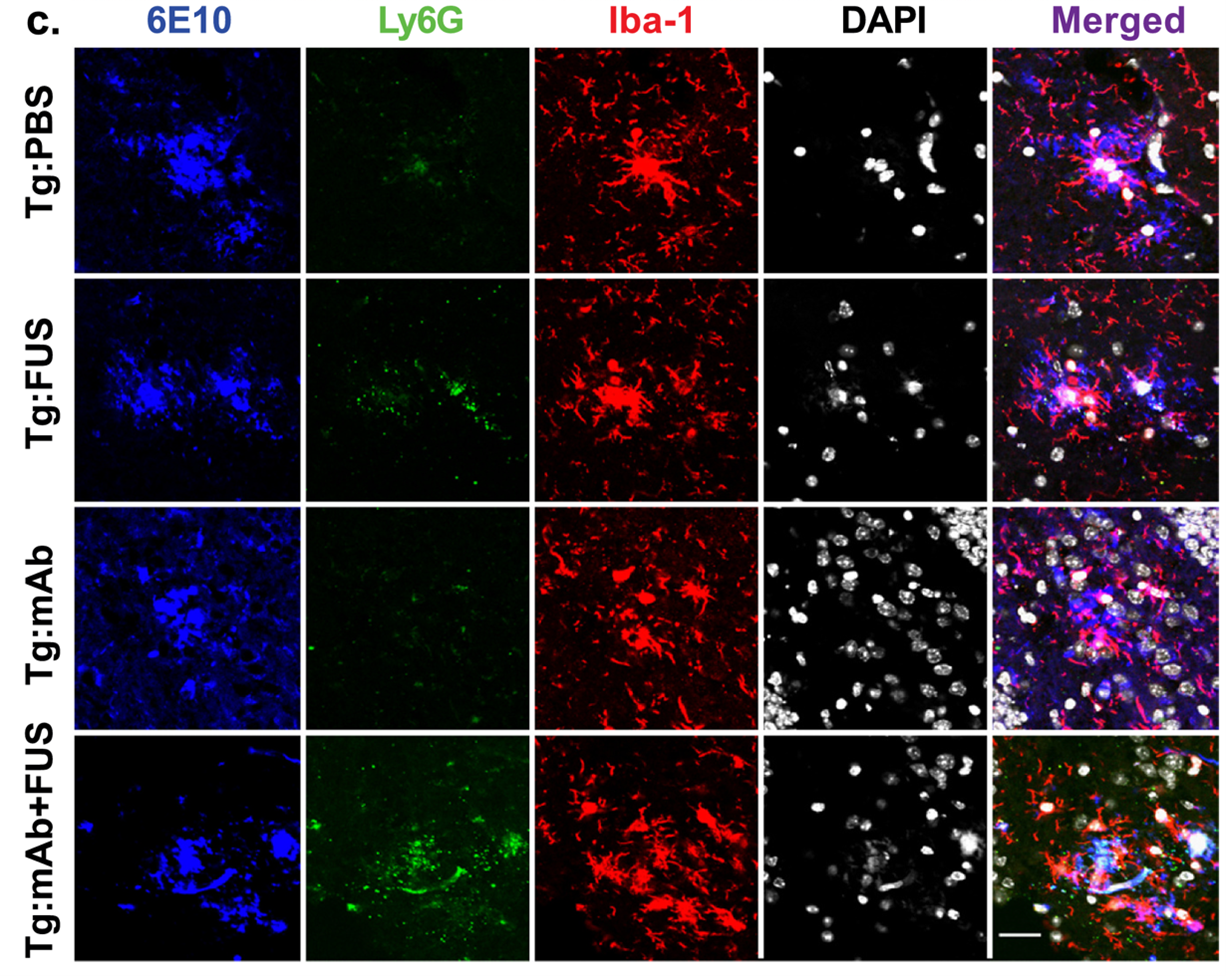 c. 6E10 Ly6G Iba-1 DAPI Merged
Tg:PBS
Tg:FUS
Tg:mAb
Tg:mAb+FUS